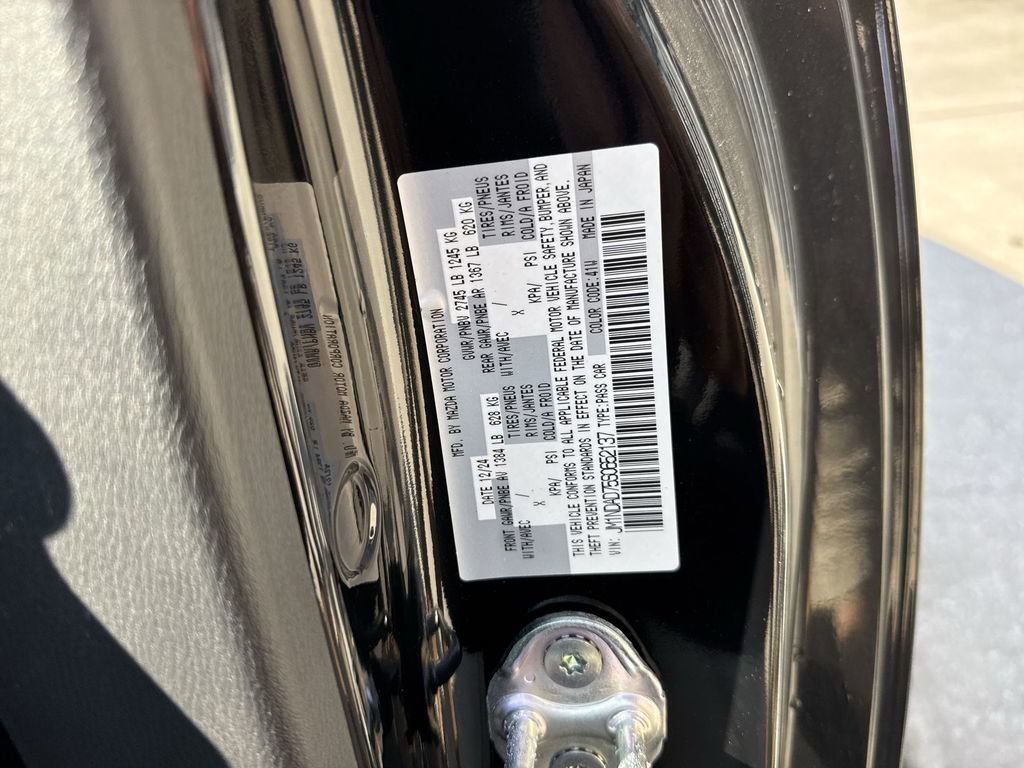 MFD. BY MAZDA MOTOR CORPORATION
DATE 12/24 GVWR/PNBV 2745 LB 1245 KG
FRONT GAWR/PNBE AV 1384 LB 628 KG REAR GAWR/PNBE AR 1367 LB 620 KG
WITH/AVEC / TIRES/PNEUS WITH/AVEC / TIRES/PNEUS
X RIMS/JANTES X RIMS/JANTES
KPA/ PSI COLD/A FROID KPA/ PSI COLD/A FROID
THIS VEHICLE CONFORMS TO ALL APPLICABLE FEDERAL MOTOR VEHICLE SAFETY, BUMPER, AND
THEFT PREVENTION STANDARDS IN EFFECT ON THE DATE OF MANUFACTURE SHOWN ABOVE.
VIN: JM1NDAD75S0652137 TYPE:PASS CAR COLOR CODE:41W MADE IN JAPAN